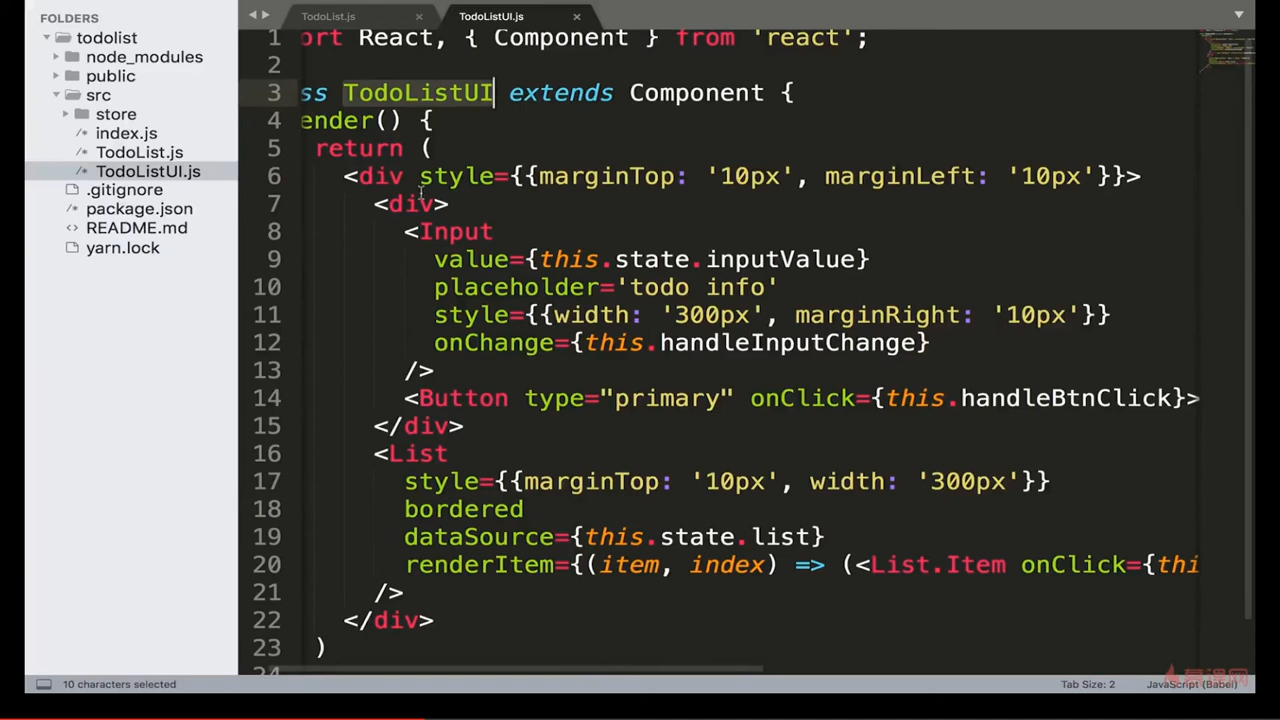 FOLDERS
todolist
node_modules
public
src
store
index.js
TodoList.js
TodoListUI.js
.gitignore
package.json
README.md
yarn.lock
TodoList.js × TodoListUI.js ×
1 ort React, { Component } from 'react';
2
3 ss TodoListUI extends Component {
4 ender() {
5 return (
6 <div style={{marginTop: '10px', marginLeft: '10px'}}>
7 <div>
8 <Input
9 value={this.state.inputValue}
10 placeholder='todo info'
11 style={{width: '300px', marginRight: '10px'}}
12 onChange={this.handleInputChange}
13 />
14 <Button type="primary" onClick={this.handleBtnClick}>
15 </div>
16 <List
17 style={{marginTop: '10px', width: '300px'}}
18 bordered
19 dataSource={this.state.list}
20 renderItem={(item, index) => (<List.Item onClick={thi
21 />
22 </div>
23 )
24
10 characters selected
Tab Size: 2
JavaScript (Babel)
慕课网